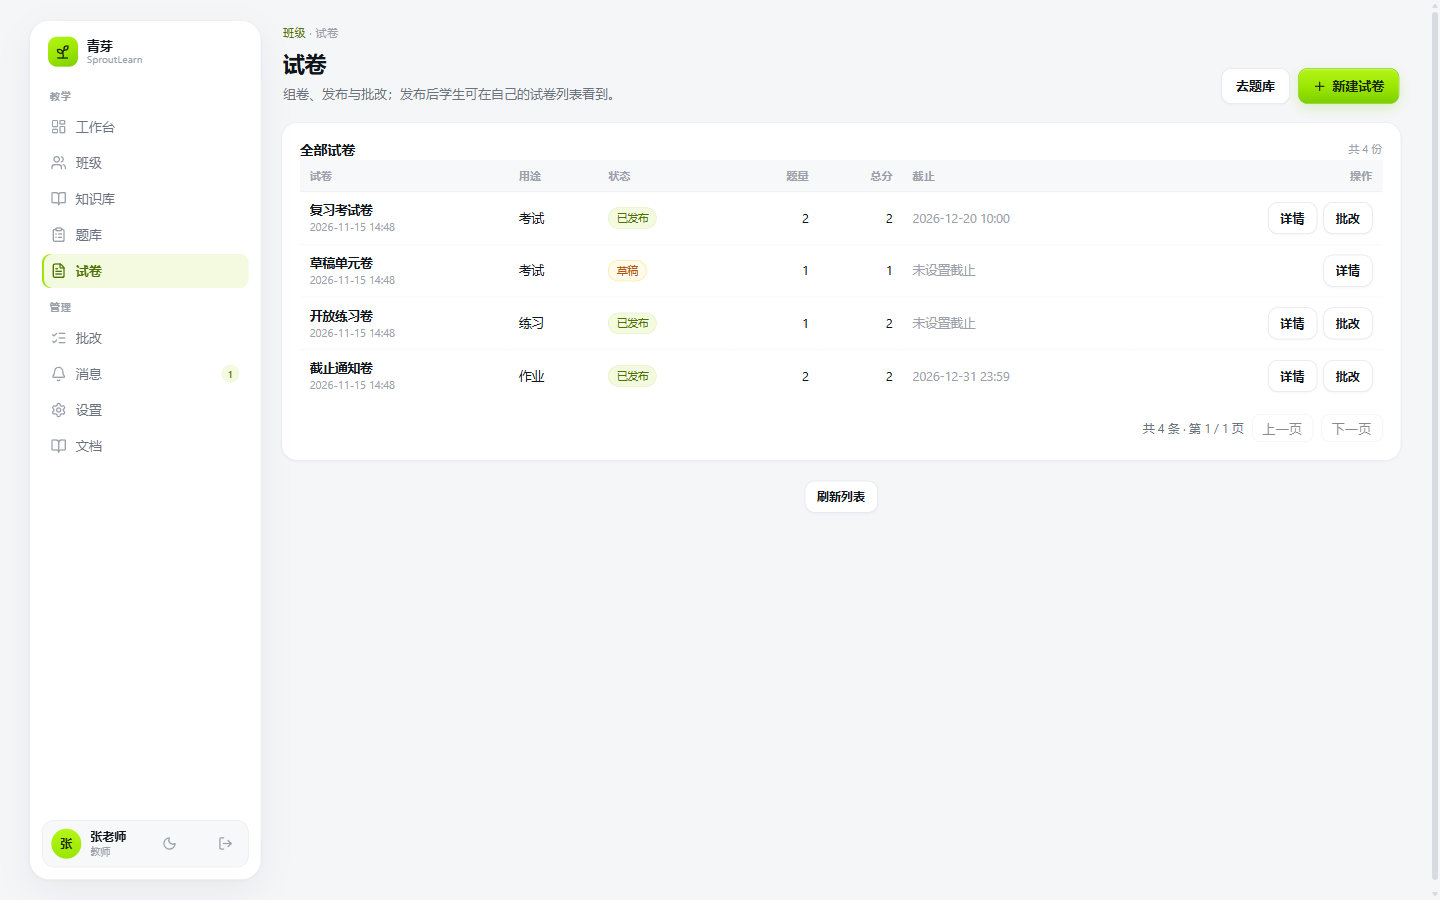 青芽
SproutLearn
教学
工作台
班级
知识库
题库
试卷
管理
批改
消息 1
设置
文档
张 张老师
教师
班级 · 试卷
试卷
组卷、发布与批改；发布后学生可在自己的试卷列表看到。
去题库
+ 新建试卷
全部试卷 共 4 份
试卷 用途 状态 题量 总分 截止 操作
复习考试卷 考试 已发布 2 2 2026-12-20 10:00 详情 批改
2026-11-15 14:48
草稿单元卷 考试 草稿 1 1 未设置截止 详情
2026-11-15 14:48
开放练习卷 练习 已发布 1 2 未设置截止 详情 批改
2026-11-15 14:48
截止通知卷 作业 已发布 2 2 2026-12-31 23:59 详情 批改
2026-11-15 14:48
共 4 条 · 第 1 / 1 页 上一页 下一页
刷新列表